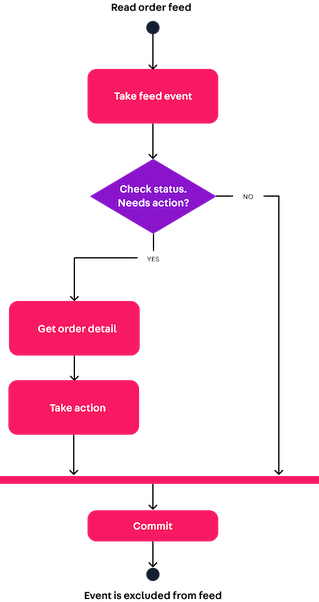 Read order feed
Take feed event
Check status.
Needs action?
NO
YES
Get order detail
Take action
Commit
Event is excluded from feed